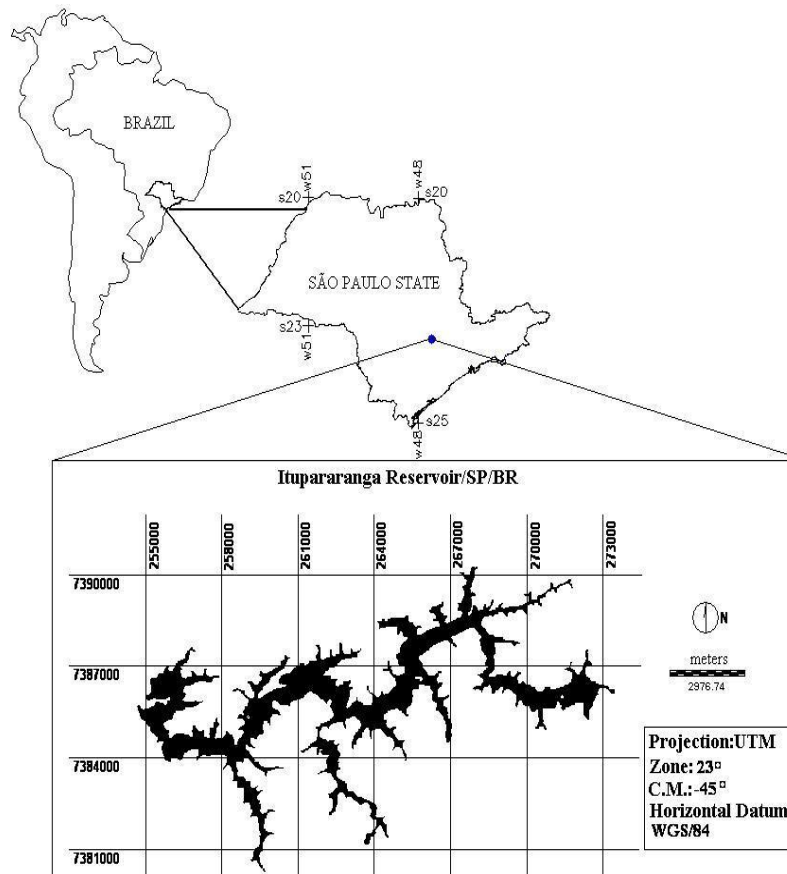 BRAZIL
w51
w48
s20
s20
SÃO PAULO STATE
s23
w51
s25
w48
Itupararanga Reservoir/SP/BR
255000
258000
261000
264000
267000
270000
273000
7390000
7387000
7384000
7381000
N
meters
2976.74
Projection:UTM
Zone: 23°
C.M.:-45°
Horizontal Datum
WGS/84